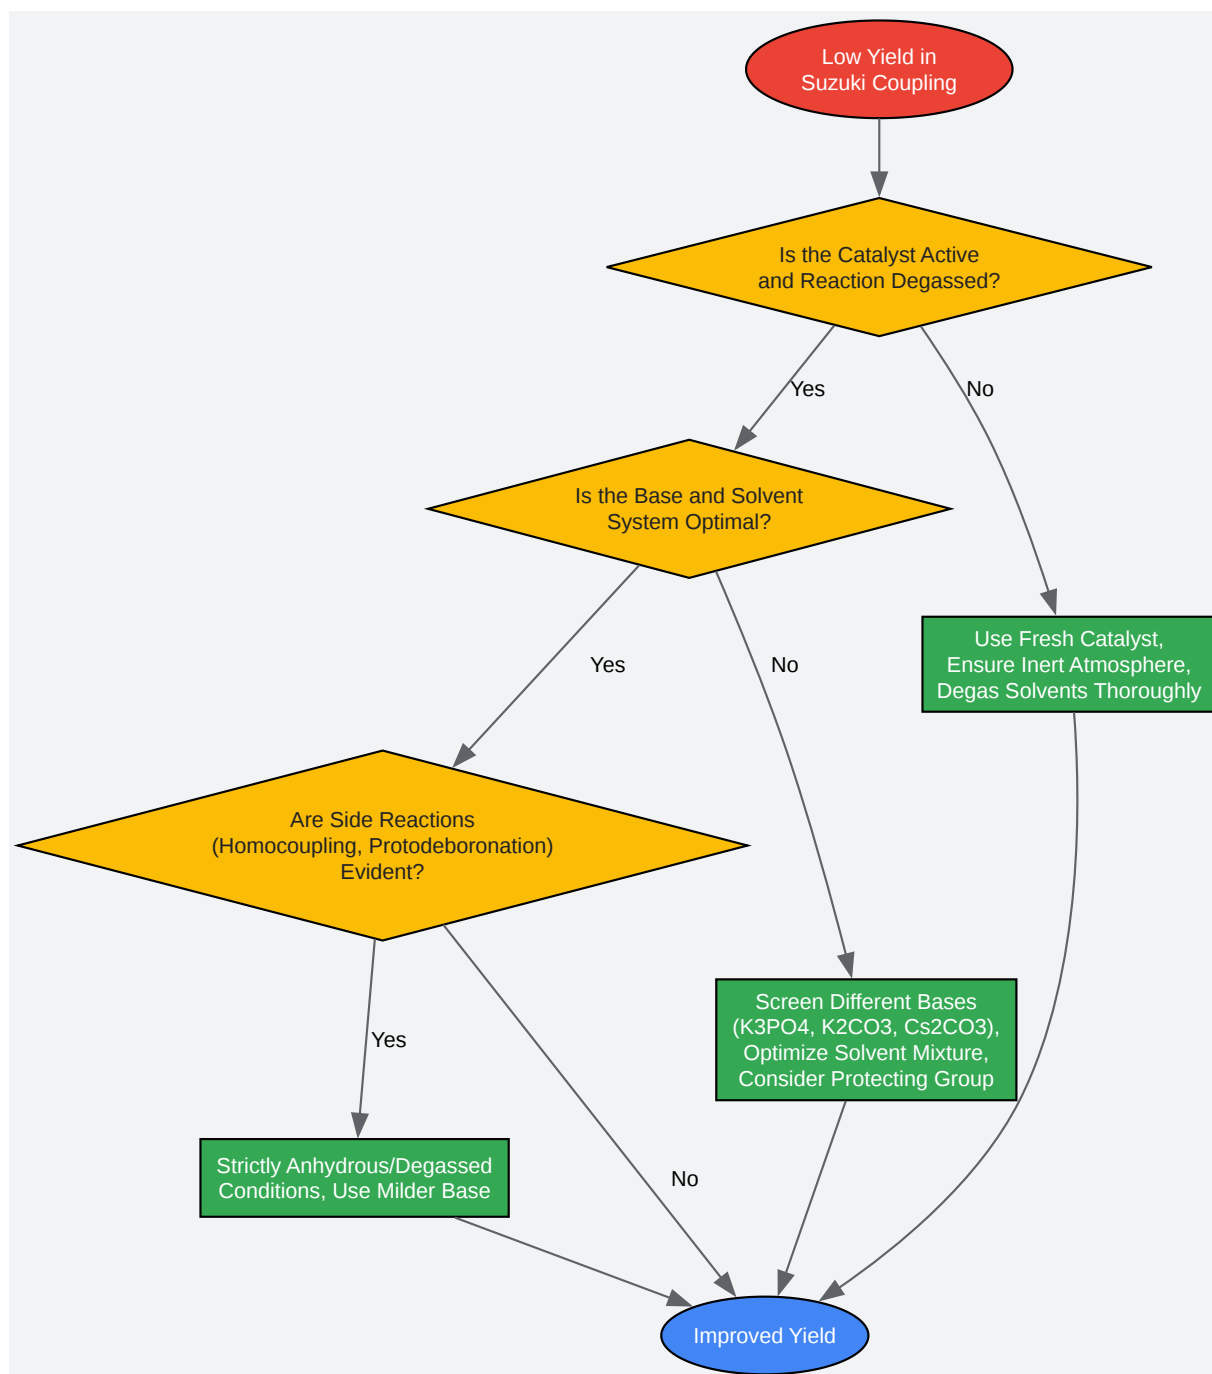 Low Yield in
Suzuki Coupling
Is the Catalyst Active
and Reaction Degassed?
Yes
No
Is the Base and Solvent
System Optimal?
Use Fresh Catalyst,
Ensure Inert Atmosphere,
Degas Solvents Thoroughly
Yes
No
Are Side Reactions
(Homocoupling, Protodeboronation)
Evident?
Screen Different Bases
(K3PO4, K2CO3, Cs2CO3),
Optimize Solvent Mixture,
Consider Protecting Group
Yes
Strictly Anhydrous/Degassed
Conditions, Use Milder Base
No
Improved Yield